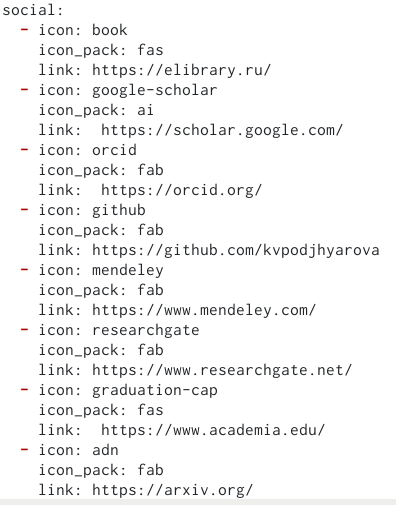 social:
  - icon: book
    icon_pack: fas
    link: https://elibrary.ru/
  - icon: google-scholar
    icon_pack: ai
    link:  https://scholar.google.com/
  - icon: orcid
    icon_pack: fab
    link:  https://orcid.org/
  - icon: github
    icon_pack: fab
    link: https://github.com/kvpodjhyarova
  - icon: mendeley
    icon_pack: fab
    link: https://www.mendeley.com/
  - icon: researchgate
    icon_pack: fab
    link: https://www.researchgate.net/
  - icon: graduation-cap
    icon_pack: fas
    link:  https://www.academia.edu/
  - icon: adn
    icon_pack: fab
    link: https://arxiv.org/